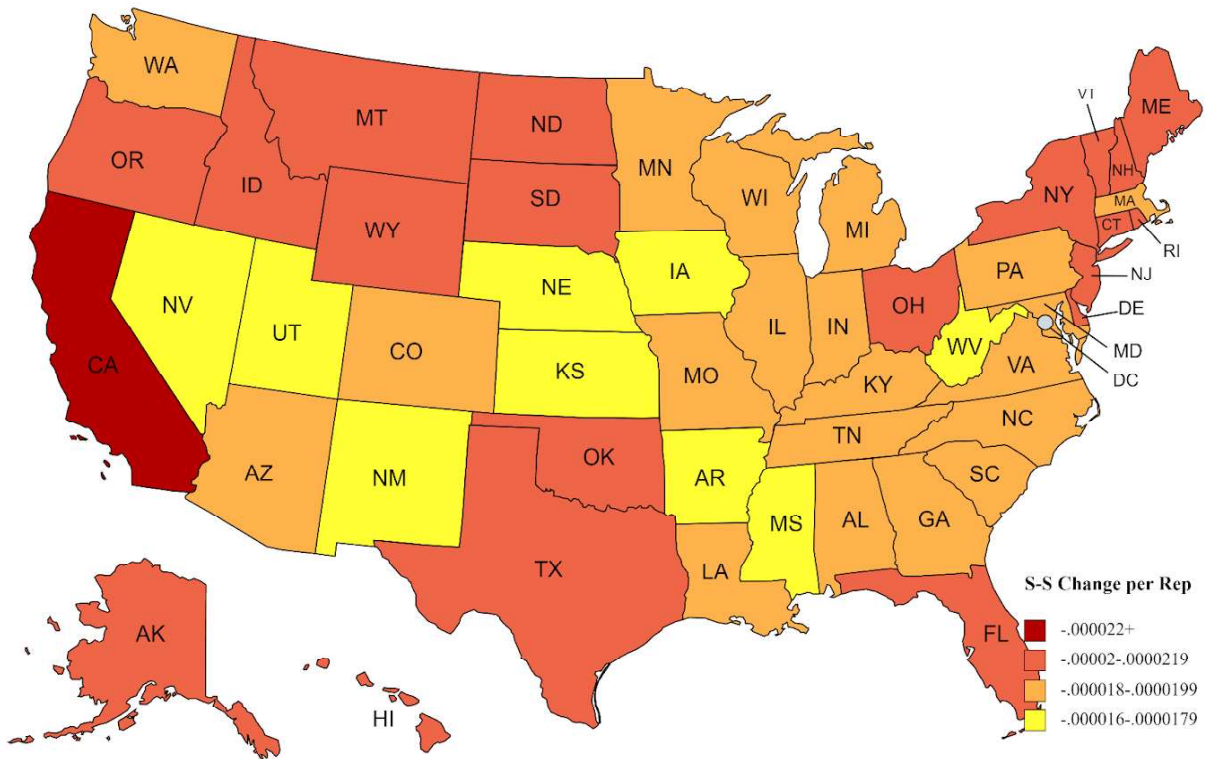 WA
MT
ND
MN
VT
ME
OR
ID
SD
WI
NY
NH
MA
WY
MI
CT
RI
IA
PA
NJ
NE
OH
DE
NV
UT
IL
IN
CO
WV
MD
CA
KS
MO
VA
DC
KY
NC
TN
OK
AZ
NM
AR
SC
MS
AL
GA
TX
LA
S-S Change per Rep
-.000022+
FL
-.00002-.0000219
AK
-.000018-.0000199
HI
-.000016-.0000179